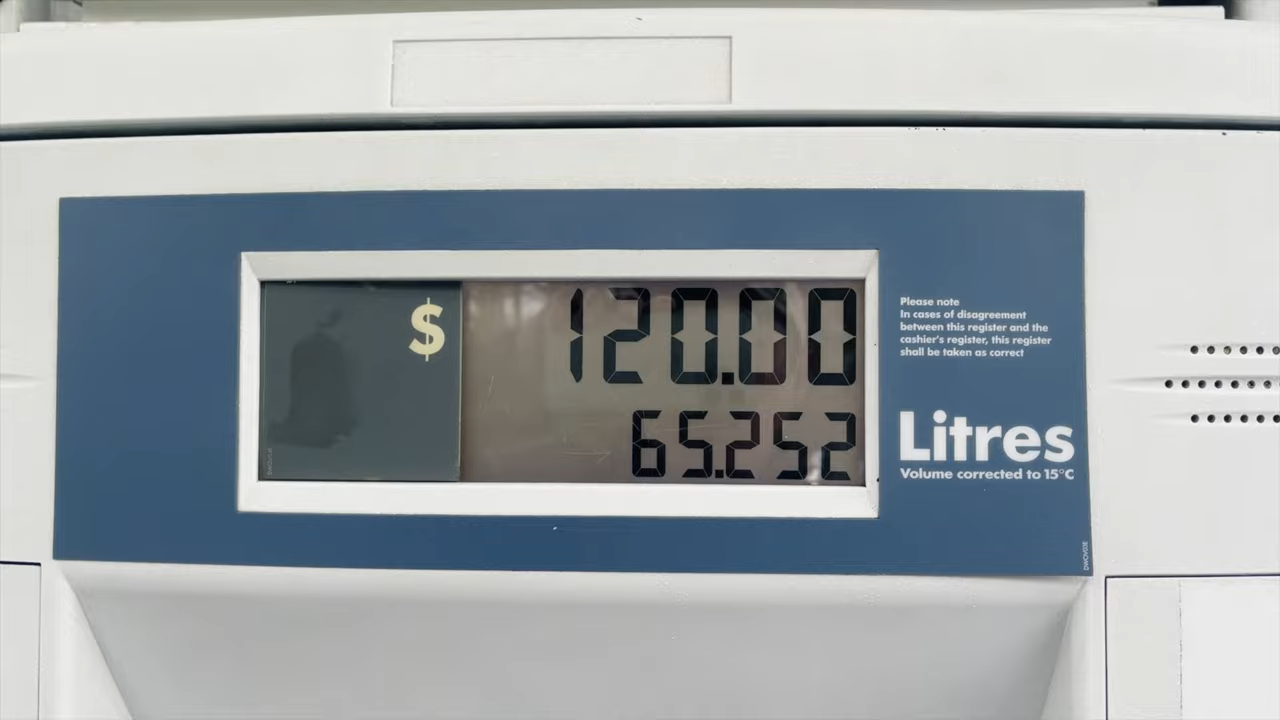 $ 120.00
65.252
Please note
In cases of disagreement
between this register and the
cashier's register, this register
shall be taken as correct
Litres
Volume corrected to 15°C